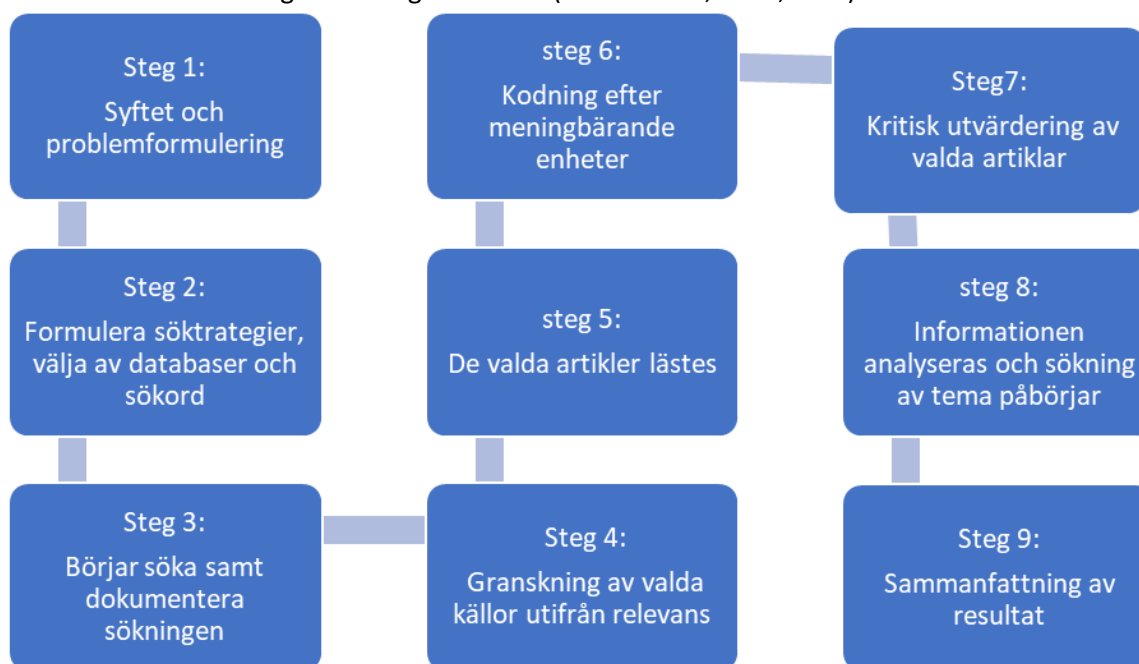 Steg 1:
Syftet och
problemformulering
Steg 2:
Formulera söktrategier,
välja av databaser och
sökord
Steg 3:
Börjar söka samt
dokumentera
sökningen
Steg 4:
Granskning av valda
källor utifrån relevans
steg 5:
De valda artikler lästes
steg 6:
Kodning efter
meningbärande
enheter
Steg7:
Kritisk utvärdering av
valda artiklar
steg 8:
Informationen
analyseras och sökning
av tema påbörjar
Steg 9:
Sammanfattning av
resultat